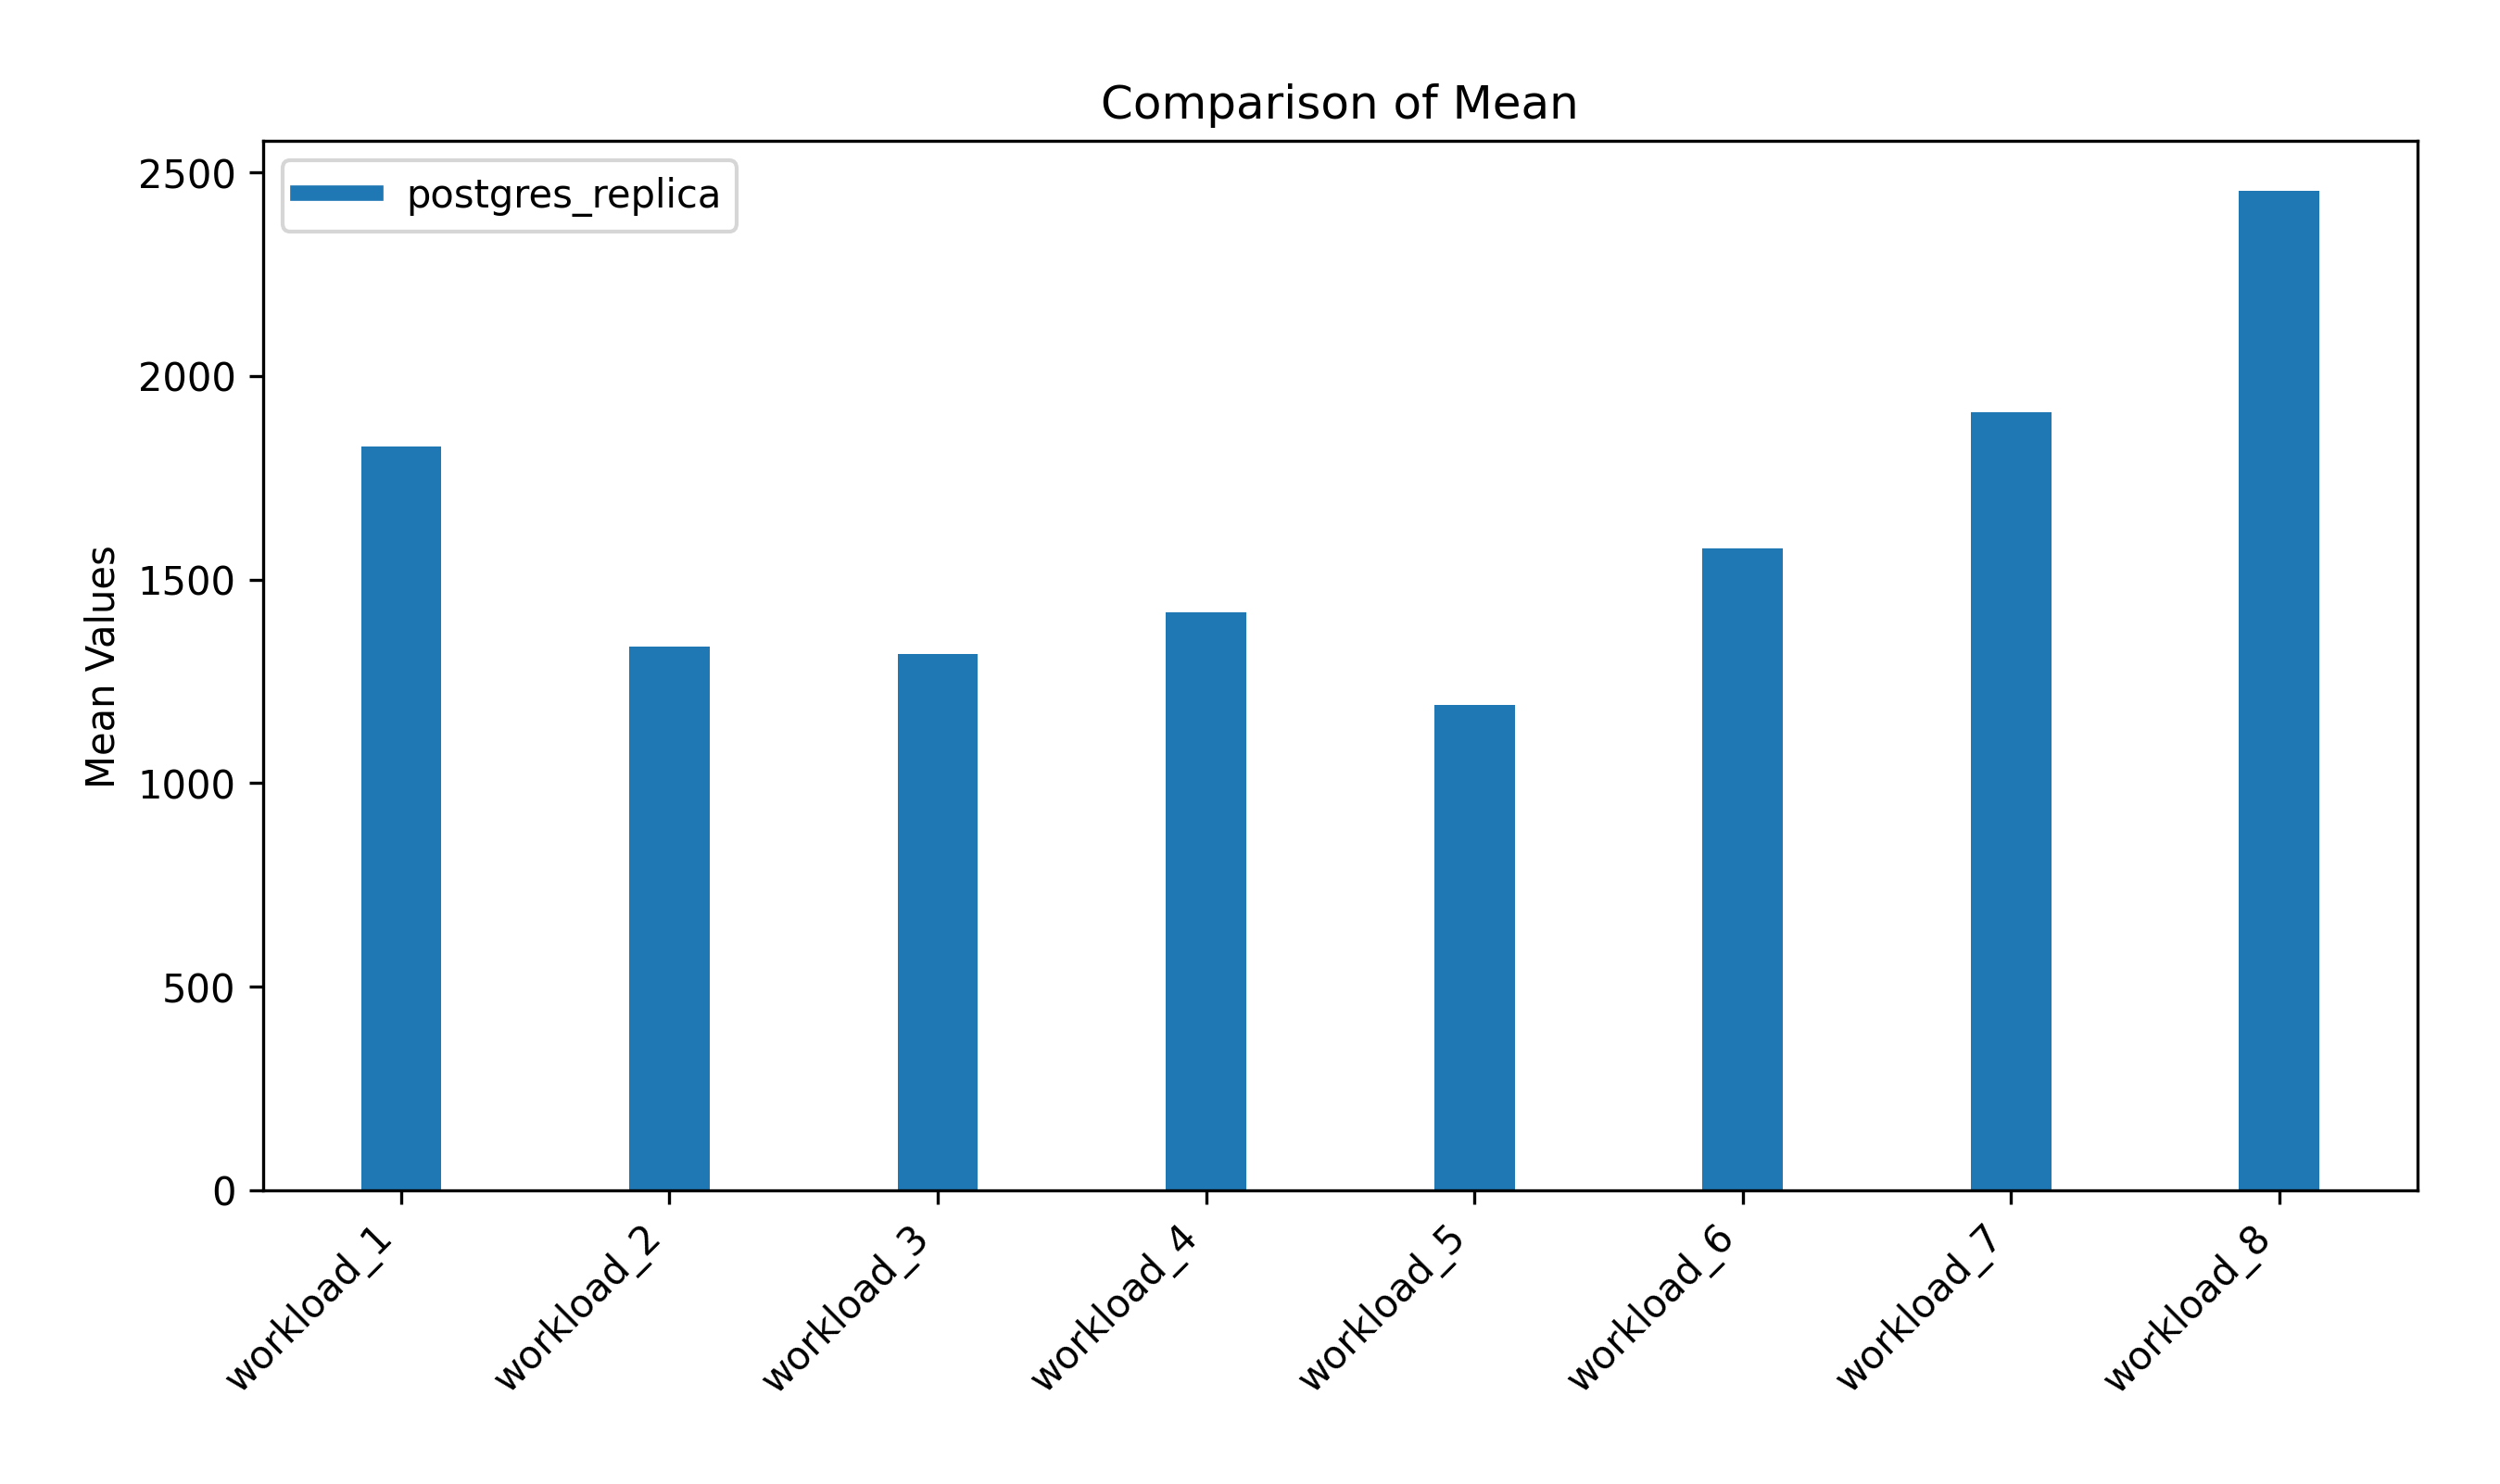 Comparison of Mean
postgres_replica
Mean Values
2500
2000
1500
1000
500
0
workload_1
workload_2
workload_3
workload_4
workload_5
workload_6
workload_7
workload_8